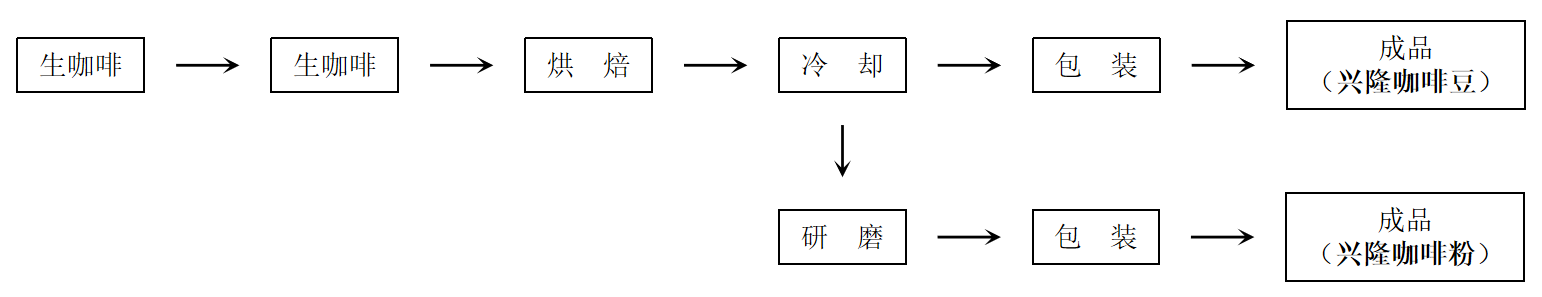 生咖啡
生咖啡
烘 焙
冷 却
包 装
成品
（兴隆咖啡豆）
研 磨
包 装
成品
（兴隆咖啡粉）